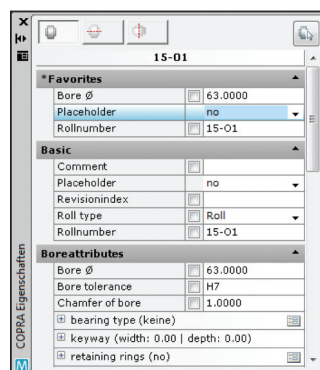 15-01
*Favorites
Bore Ø 63.0000
Placeholder no
Rollnumber 15-01
Basic
Comment
Placeholder no
Revisionindex
Roll type Roll
Rollnumber 15-01
Boreattributes
Bore Ø 63.0000
Bore tolerance H7
Chamfer of bore 1.0000
bearing type (keine)
keyway (width: 0.00 | depth: 0.00)
retaining rings (no)
COPRA Eigenschaften
M